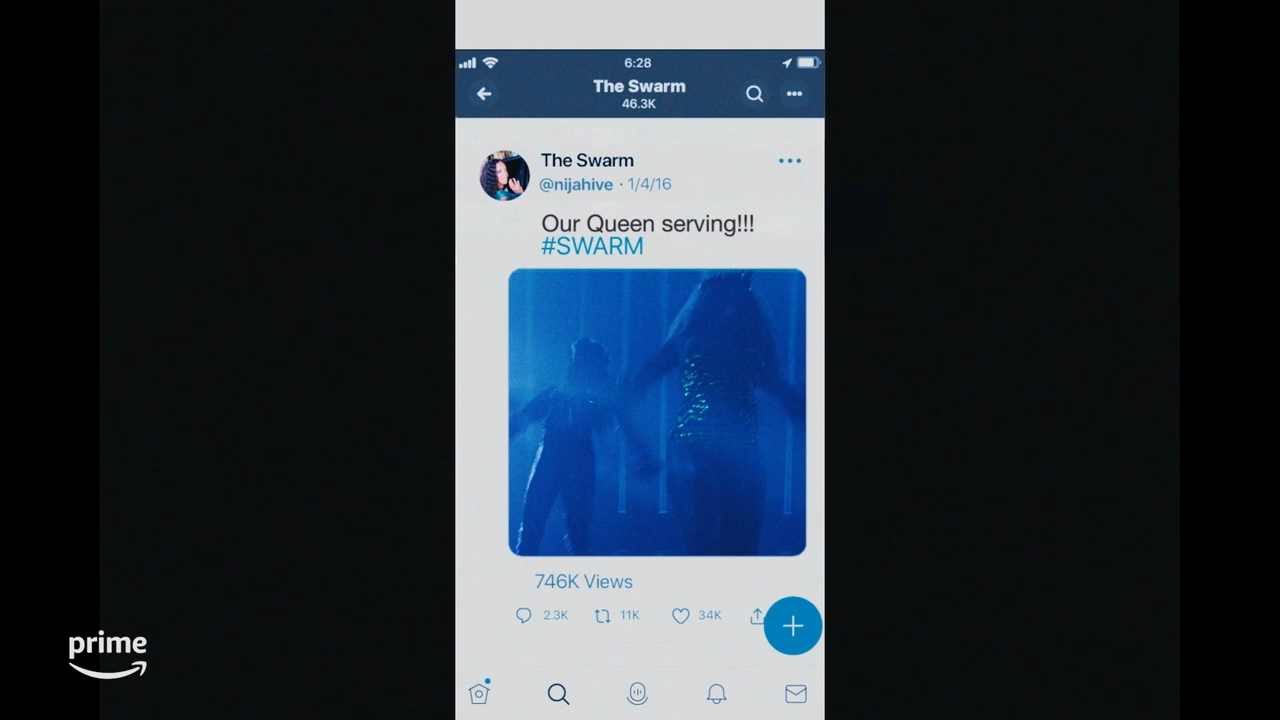 6:28
The Swarm
46.3K
The Swarm
@nijahive · 1/4/16
Our Queen serving!!!
#SWARM
746K Views
2.3K 11K 34K
prime